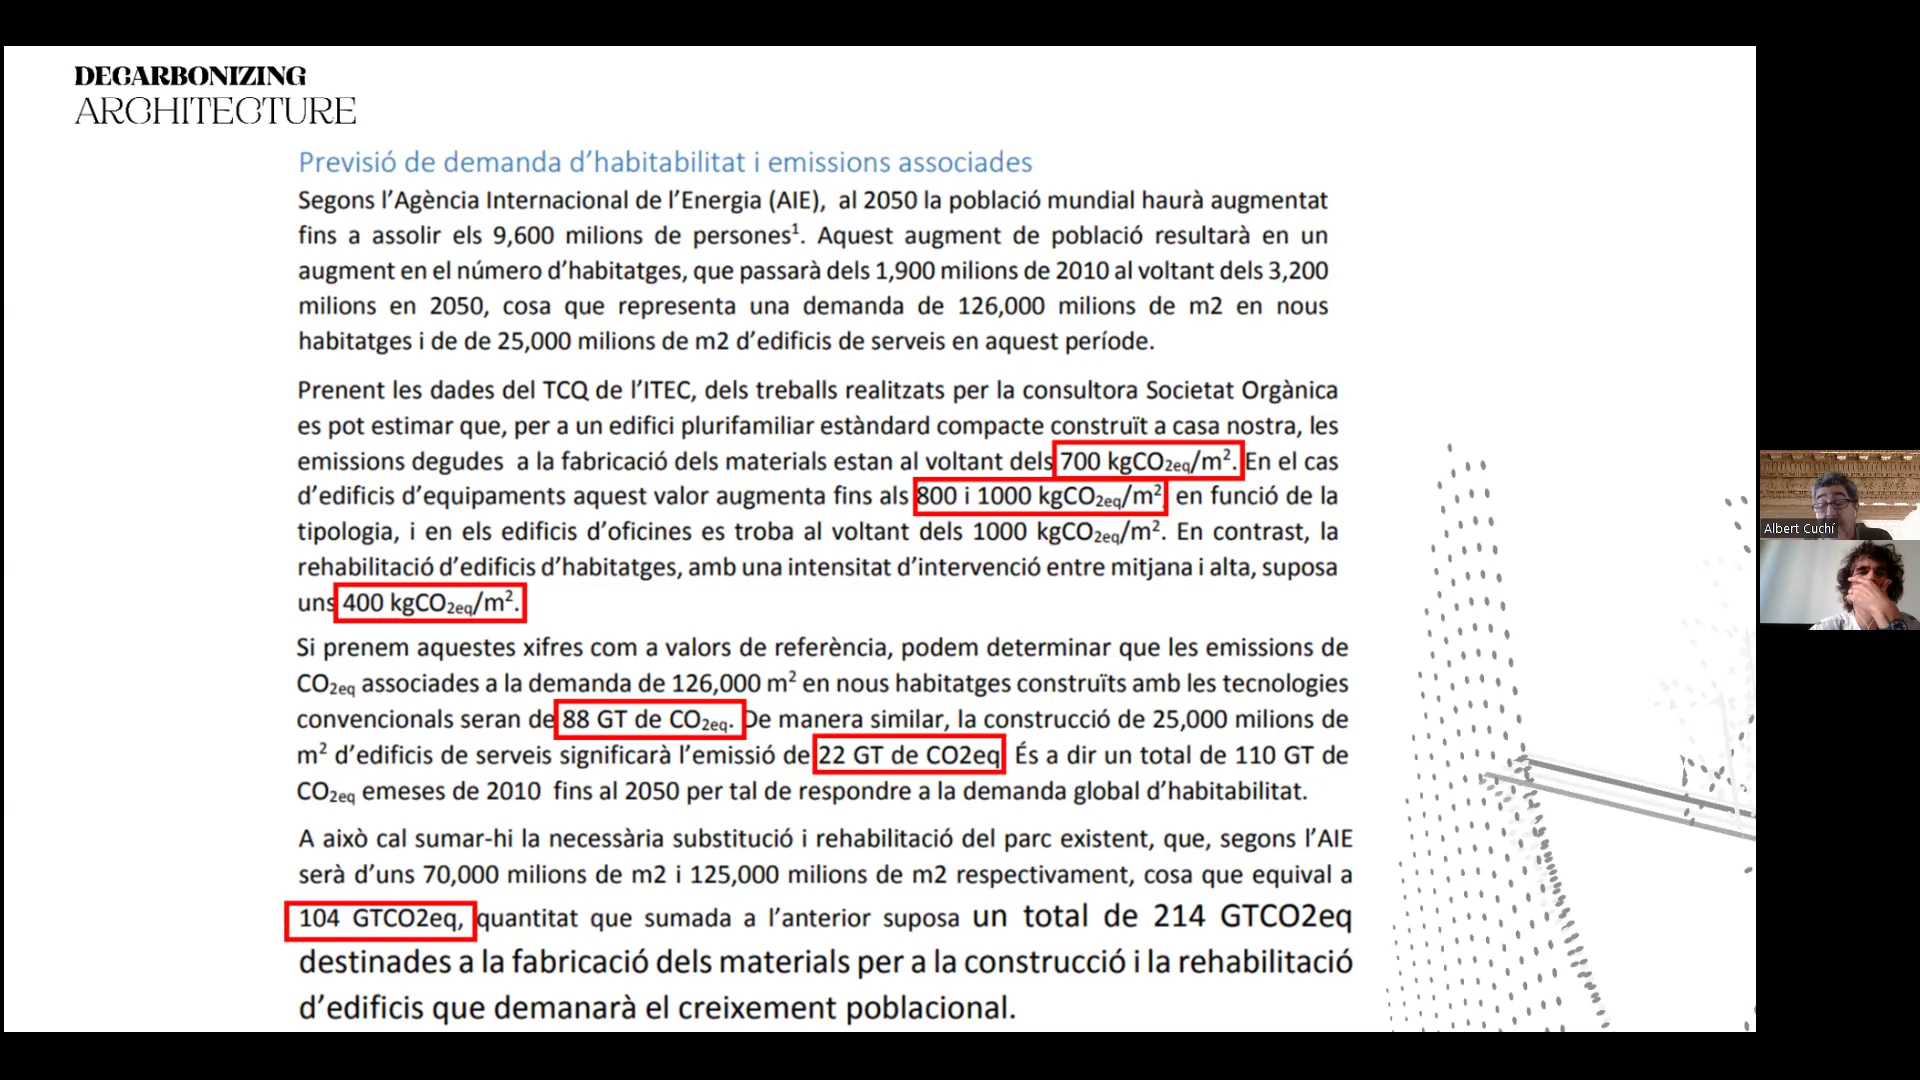 DECARBONIZING
ARCHITECTURE
Previsió de demanda d'habitabilitat i emissions associades
Segons l'Agència Internacional de l'Energia (AIE), al 2050 la població mundial haurà augmentat
fins a assolir els 9,600 milions de persones¹. Aquest augment de població resultarà en un
augment en el número d'habitatges, que passarà dels 1,900 milions de 2010 al voltant dels 3,200
milions en 2050, cosa que representa una demanda de 126,000 milions de m2 en nous
habitatges i de de 25,000 milions de m2 d'edificis de serveis en aquest període.
Prenent les dades del TCQ de l'ITEC, dels treballs realitzats per la consultora Societat Orgànica
es pot estimar que, per a un edifici plurifamiliar estàndard compacte construït a casa nostra, les
emissions degudes a la fabricació dels materials estan al voltant dels 700 kgCO₂eq/m². En el cas
d'edificis d'equipaments aquest valor augmenta fins als 800 i 1000 kgCO₂eq/m² en funció de la
tipologia, i en els edificis d'oficines es troba al voltant dels 1000 kgCO₂eq/m². En contrast, la
rehabilitació d'edificis d'habitatges, amb una intensitat d'intervenció entre mitjana i alta, suposa
uns 400 kgCO₂eq/m².
Si prenem aquestes xifres com a valors de referència, podem determinar que les emissions de
CO₂eq associades a la demanda de 126,000 m² en nous habitatges construïts amb les tecnologies
convencionals seran de 88 GT de CO₂eq. De manera similar, la construcció de 25,000 milions de
m² d'edificis de serveis significarà l'emissió de 22 GT de CO2eq És a dir un total de 110 GT de
CO₂eq emeses de 2010 fins al 2050 per tal de respondre a la demanda global d'habitabilitat.
A això cal sumar-hi la necessària substitució i rehabilitació del parc existent, que, segons l'AIE
serà d'uns 70,000 milions de m2 i 125,000 milions de m2 respectivament, cosa que equival a
104 GTCO2eq, quantitat que sumada a l'anterior suposa un total de 214 GTCO2eq
destinades a la fabricació dels materials per a la construcció i la rehabilitació
d'edificis que demanarà el creixement poblacional.
Albert Cuchí